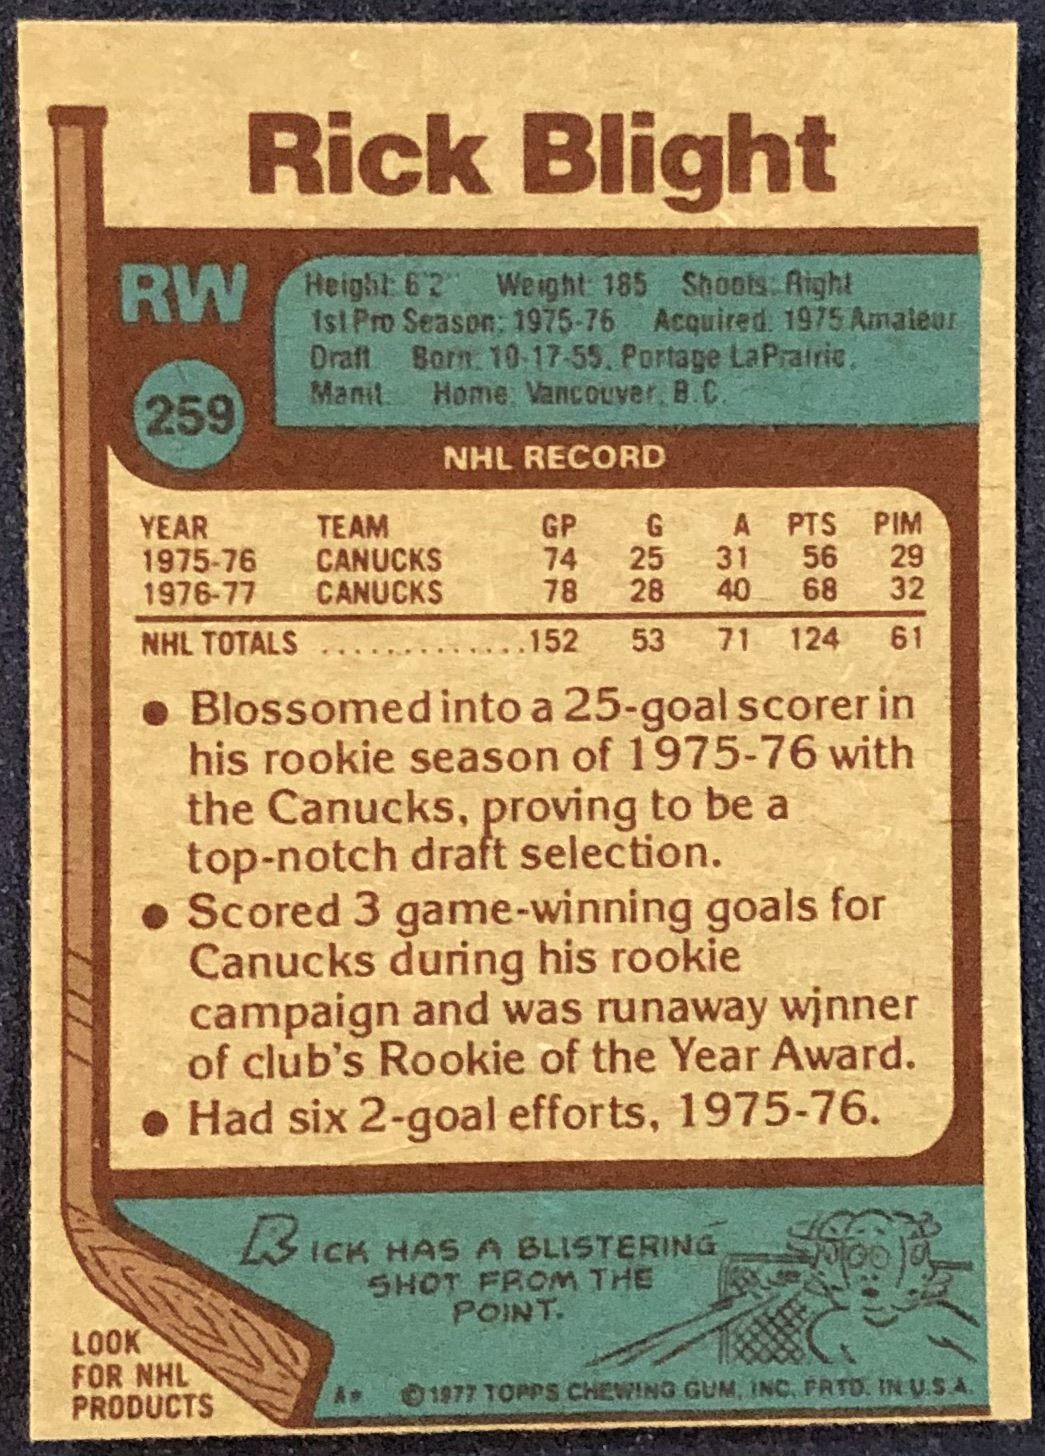 Rick Blight
RW
Height: 6'2" Weight: 185 Shoots: Right
1st Pro Season: 1975-76 Acquired: 1975 Amateur
Draft Born: 10-17-55, Portage LaPrairie,
Manit. Home: Vancouver, B.C.
259
NHL RECORD
YEAR TEAM GP G A PTS PIM
1975-76 CANUCKS 74 25 31 56 29
1976-77 CANUCKS 78 28 40 68 32
NHL TOTALS ..............152 53 71 124 61
● Blossomed into a 25-goal scorer in
his rookie season of 1975-76 with
the Canucks, proving to be a
top-notch draft selection.
● Scored 3 game-winning goals for
Canucks during his rookie
campaign and was runaway winner
of club's Rookie of the Year Award.
● Had six 2-goal efforts, 1975-76.
RICK HAS A BLISTERING
SHOT FROM THE
POINT.
LOOK
FOR NHL
PRODUCTS
A* ©1977 TOPPS CHEWING GUM, INC. PRTD. IN U.S.A.